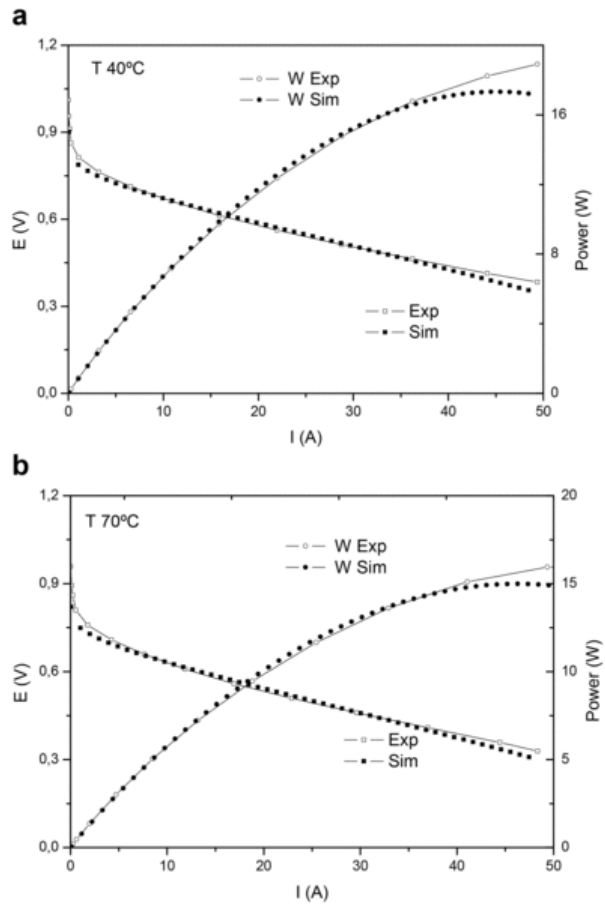 a
1,2
T 40ºC
W Exp
W Sim
16
0,9
E (V)
0,6
Power (W)
8
0,3
Exp
Sim
0,0
0
0
10
20
30
40
50
I (A)
b
1,2
20
T 70ºC
W Exp
W Sim
0,9
15
E (V)
0,6
10
Power (W)
0,3
Exp
Sim
5
0,0
0
0
10
20
30
40
50
I (A)